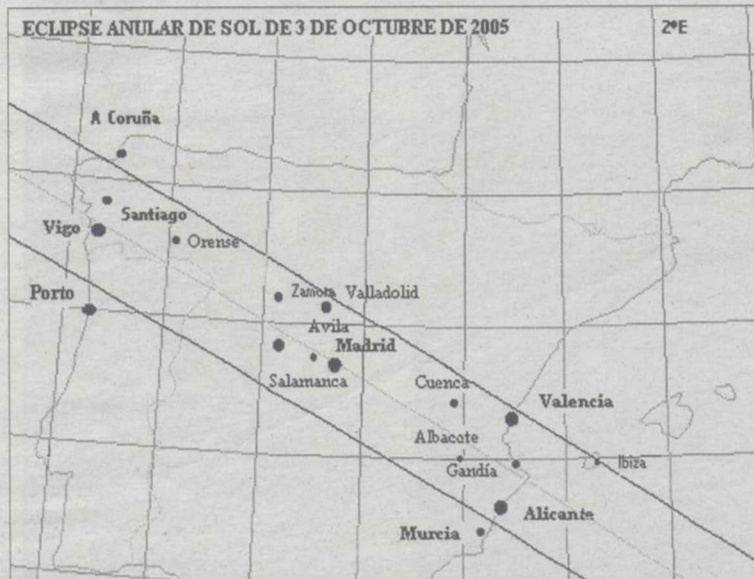 ECLIPSE ANULAR DE SOL DE 3 DE OCTUBRE DE 2005
2ºE
A Coruña
Santiago
Vigo
Orense
Porto
Zamora
Valladolid
Avila
Madrid
Salamanca
Cuenca
Valencia
Albacote
Gandía
Ibiza
Alicante
Murcia